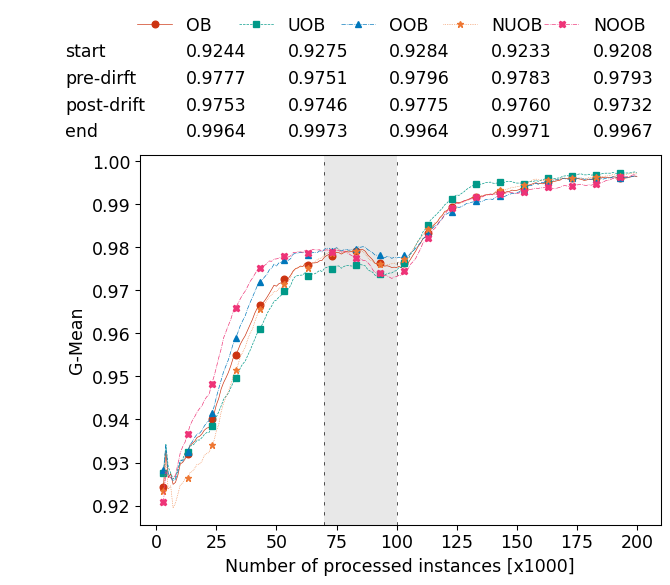 OB UOB OOB NUOB NOOB
start 0.9244 0.9275 0.9284 0.9233 0.9208
pre-dirft 0.9777 0.9751 0.9796 0.9783 0.9793
post-drift 0.9753 0.9746 0.9775 0.9760 0.9732
end 0.9964 0.9973 0.9964 0.9971 0.9967
1.00
0.99
0.98
0.97
0.96
0.95
0.94
0.93
0.92
G-Mean
0 25 50 75 100 125 150 175 200
Number of processed instances [x1000]